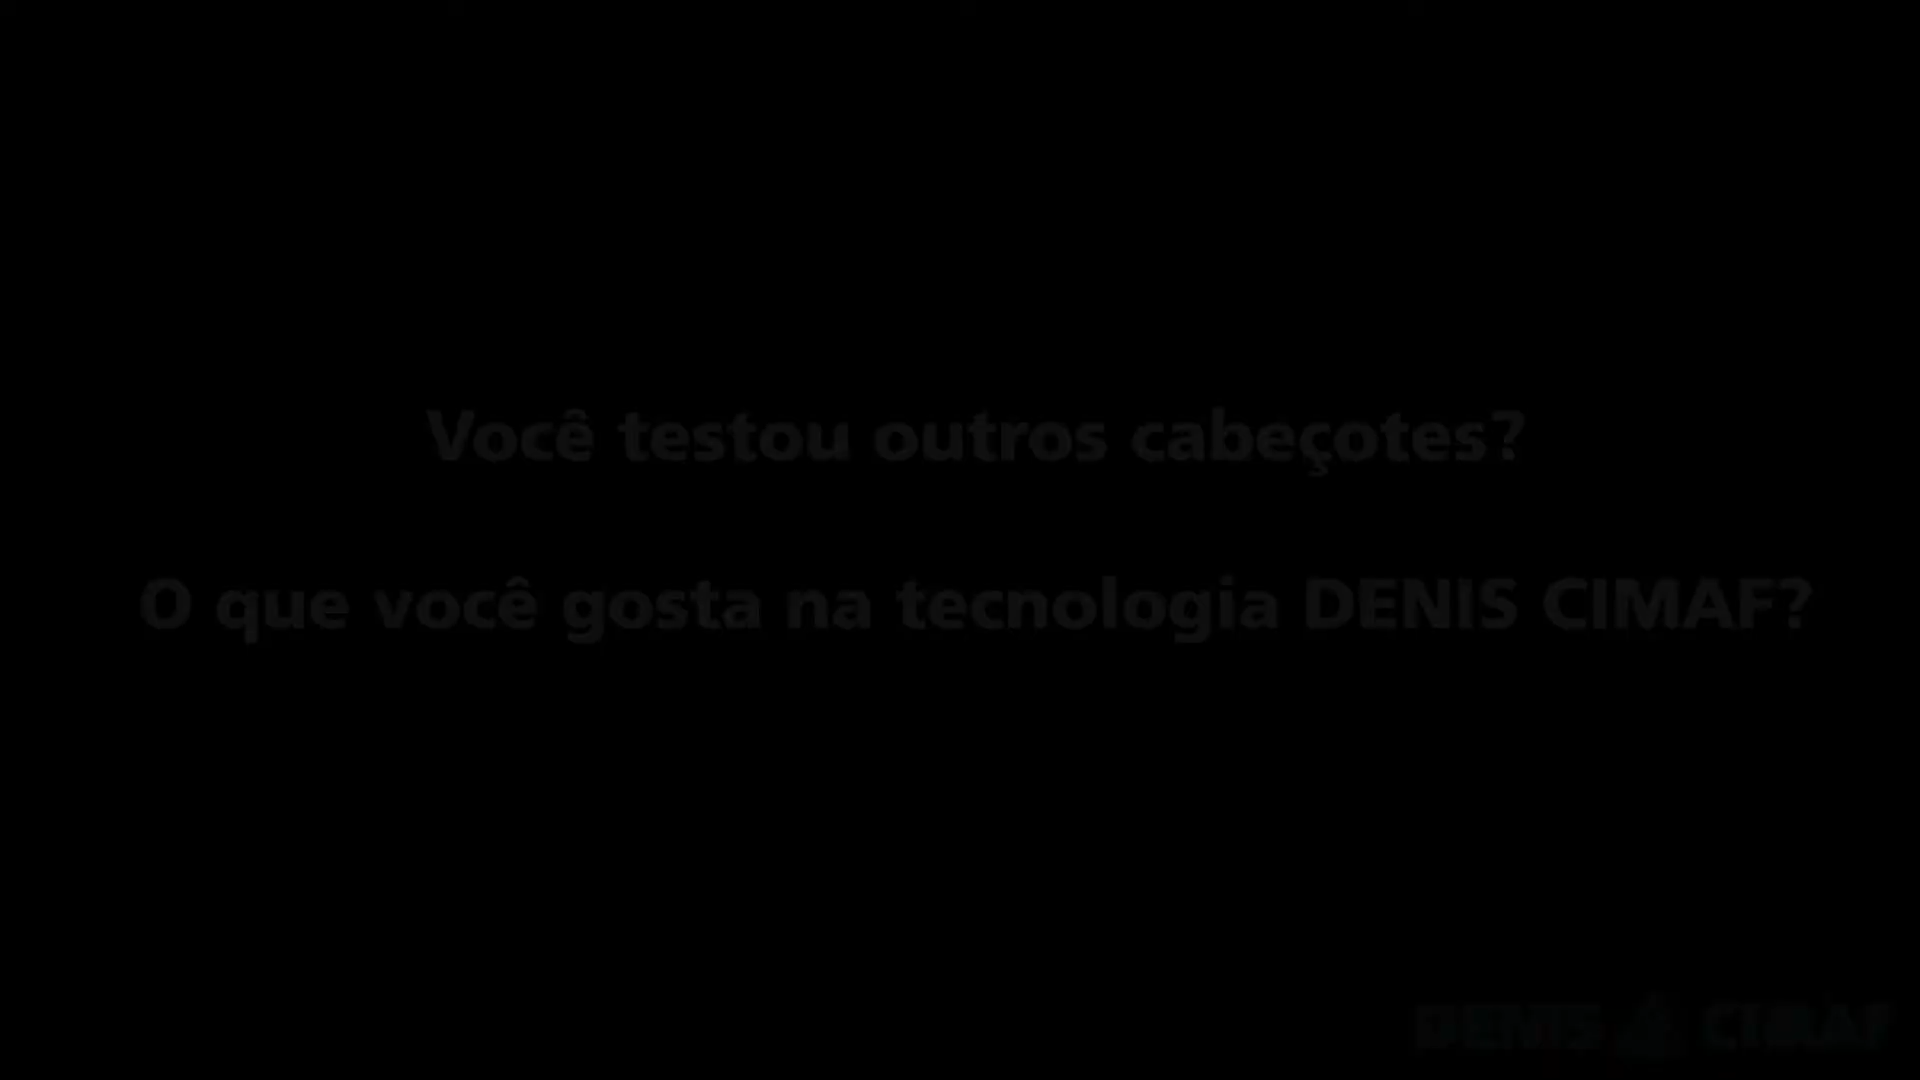 Você testou outros cabeçotes?
O que você gosta na tecnologia DENIS CIMAF?
DENIS CIMAF